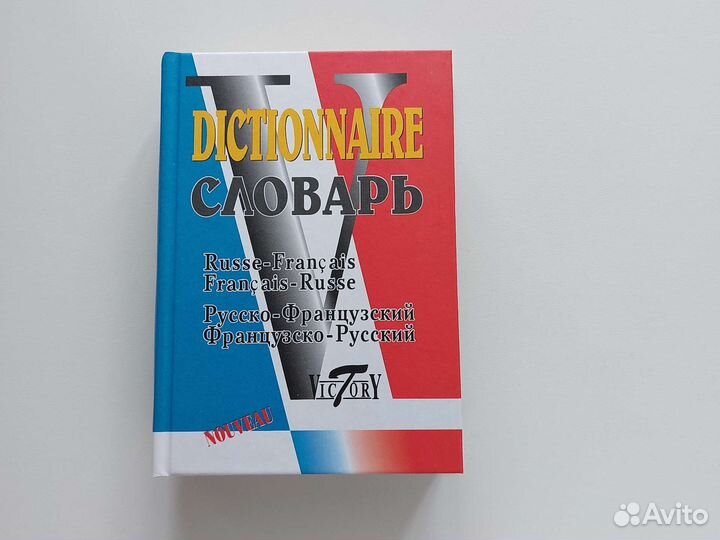 DICTIONNAIRE
СЛОВАРЬ
Russe-Français
Français-Russe
Русско-Французский
Французско-Русский
VICTORY
NOUVEAU
Avito